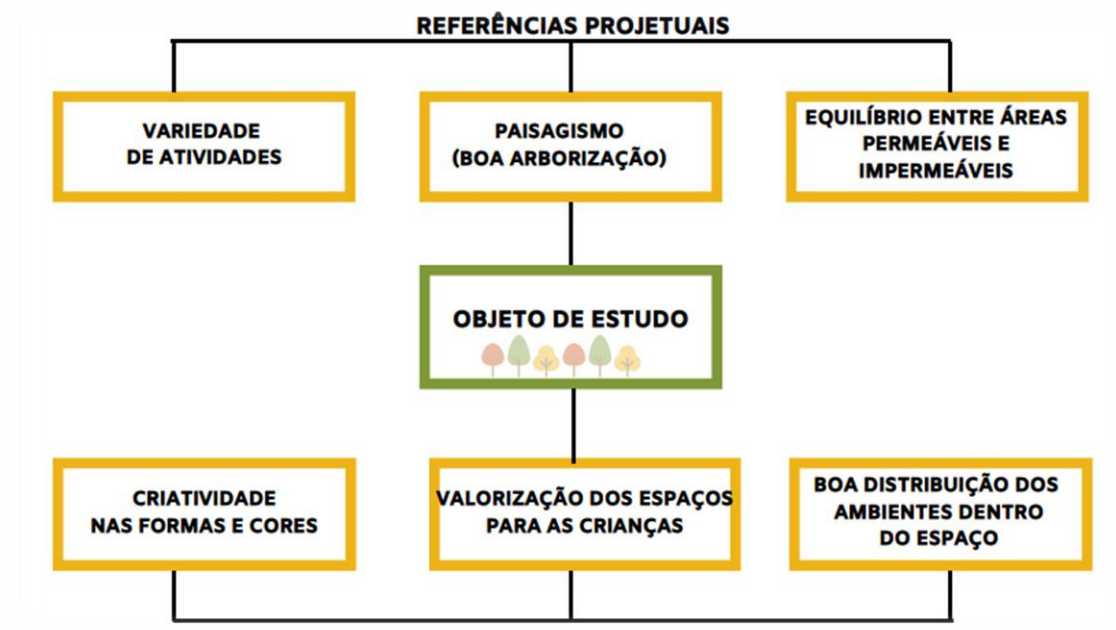 REFERÊNCIAS PROJETUAIS
VARIEDADE
DE ATIVIDADES
PAISAGISMO
(BOA ARBORIZAÇÃO)
EQUILÍBRIO ENTRE ÁREAS
PERMEÁVEIS E
IMPERMEÁVEIS
OBJETO DE ESTUDO
CRIATIVIDADE
NAS FORMAS E CORES
VALORIZAÇÃO DOS ESPAÇOS
PARA AS CRIANÇAS
BOA DISTRIBUIÇÃO DOS
AMBIENTES DENTRO
DO ESPAÇO